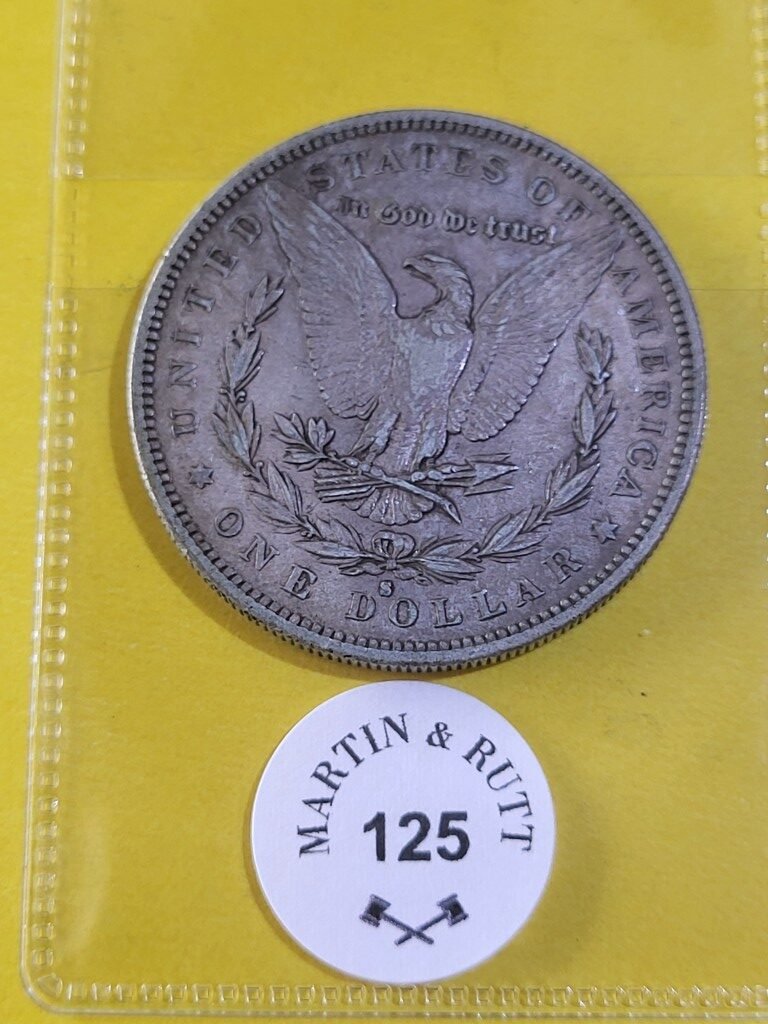 UNITED STATES OF AMERICA
In God We trust
S
ONE DOLLAR
MARTIN & RUTT
125